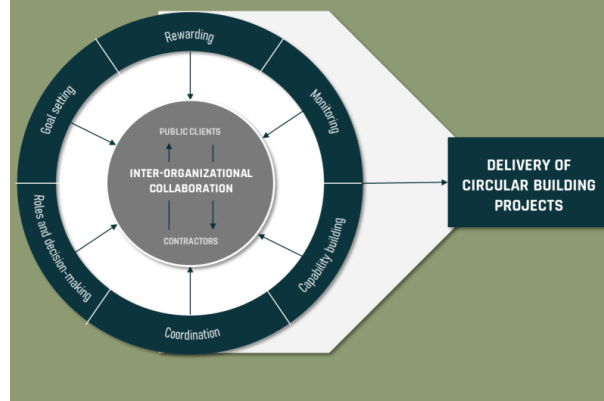 Rewarding
Goal setting
Monitoring
PUBLIC CLIENTS
INTER-ORGANIZATIONAL
COLLABORATION
CONTRACTORS
Roles and decision-making
Capability building
Coordination
DELIVERY OF
CIRCULAR BUILDING
PROJECTS